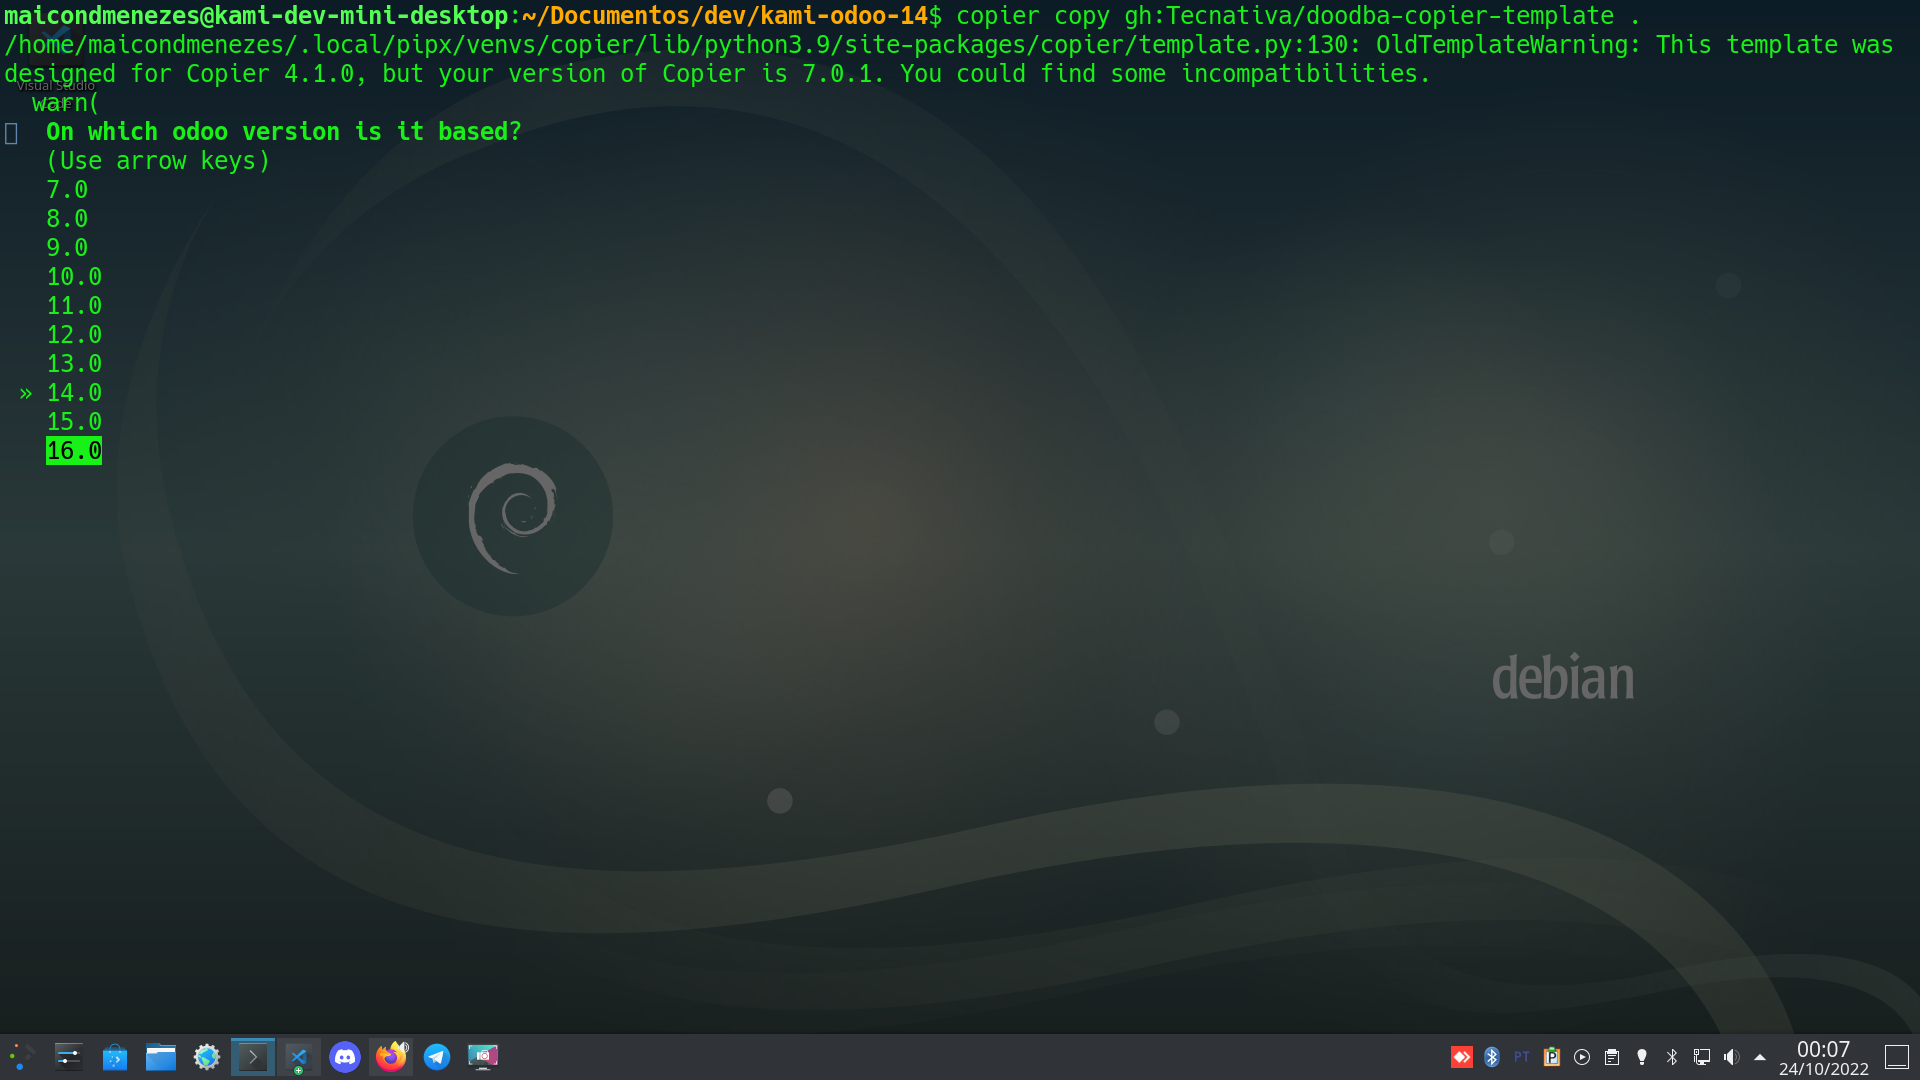 maicondmenezes@kami-dev-mini-desktop:~/Documentos/dev/kami-odoo-14$ copier copy gh:Tecnativa/doodba-copier-template .
/home/maicondmenezes/.local/pipx/venvs/copier/lib/python3.9/site-packages/copier/template.py:130: OldTemplateWarning: This template was
designed for Copier 4.1.0, but your version of Copier is 7.0.1. You could find some incompatibilities.
Visual Studio
warn(
On which odoo version is it based?
(Use arrow keys)
7.0
8.0
9.0
10.0
11.0
12.0
13.0
» 14.0
15.0
16.0
debian
PT
00:07
24/10/2022